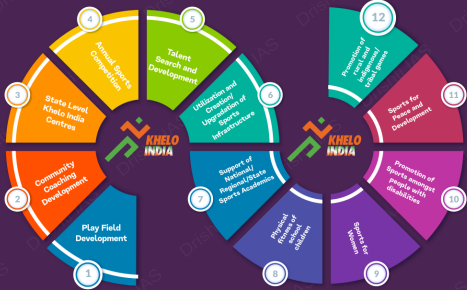 1
Play Field
Development
2
Community
Coaching
Development
3
State Level
Khelo India
Centres
4
Annual Sports
Competition
5
Talent
Search and
Development
6
Utilization and
Creation/
Upgradation of
Sports
Infrastructure
KHELO
INDIA
7
Support of
National/
Regional/State
Sports Academics
8
Physical
fitness of
school
children
9
Sports for
Women
10
Promotion of
Sports amongst
people with
disabilities
11
Sports for
Peace and
Development
12
Promotion of
rural and
indigenous/
tribal games
KHELO
INDIA